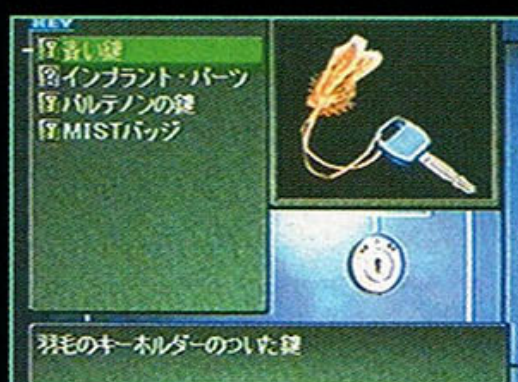 KEY
青い鍵
インプラント・パーツ
パルテノンの鍵
MISTバッジ
羽毛のキーホルダーのついた鍵